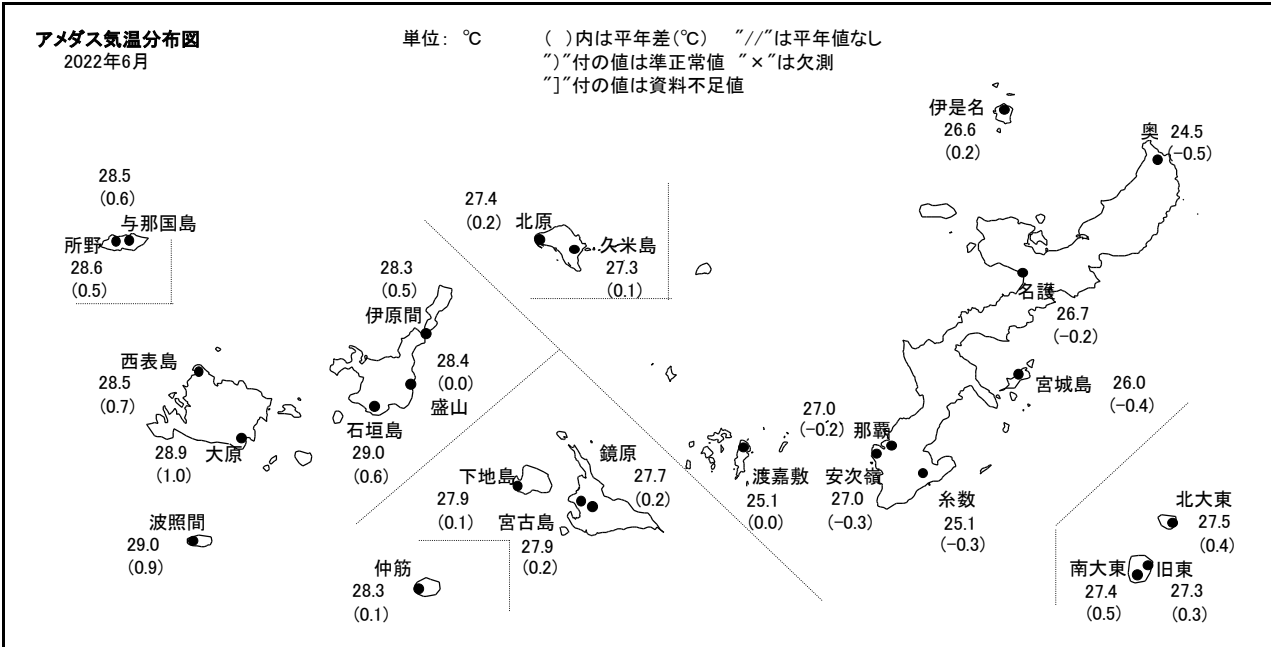 アメダス気温分布図
2022年6月
単位: ℃
( )内は平年差(℃) "//"は平年値なし
")"付の値は準正常値 "×"は欠測
"]"付の値は資料不足値
伊是名
26.6
(0.2)
奥 24.5
(-0.5)
28.5
(0.6)
与那国島
所野
28.6
(0.5)
27.4
(0.2)
北原
久米島
27.3
(0.1)
28.3
(0.5)
伊原間
名護
26.7
(-0.2)
西表島
28.5
(0.7)
28.4
(0.0)
盛山
宮城島
26.0
(-0.4)
石垣島
29.0
(0.6)
大原
28.9
(1.0)
27.0
(-0.2)
那覇
鏡原
27.7
(0.2)
下地島
27.9
(0.1)
宮古島
27.9
(0.2)
渡嘉敷
25.1
(0.0)
安次嶺
27.0
(-0.3)
糸数
25.1
(-0.3)
北大東
27.5
(0.4)
波照間
29.0
(0.9)
仲筋
28.3
(0.1)
南大東
27.4
(0.5)
旧東
27.3
(0.3)